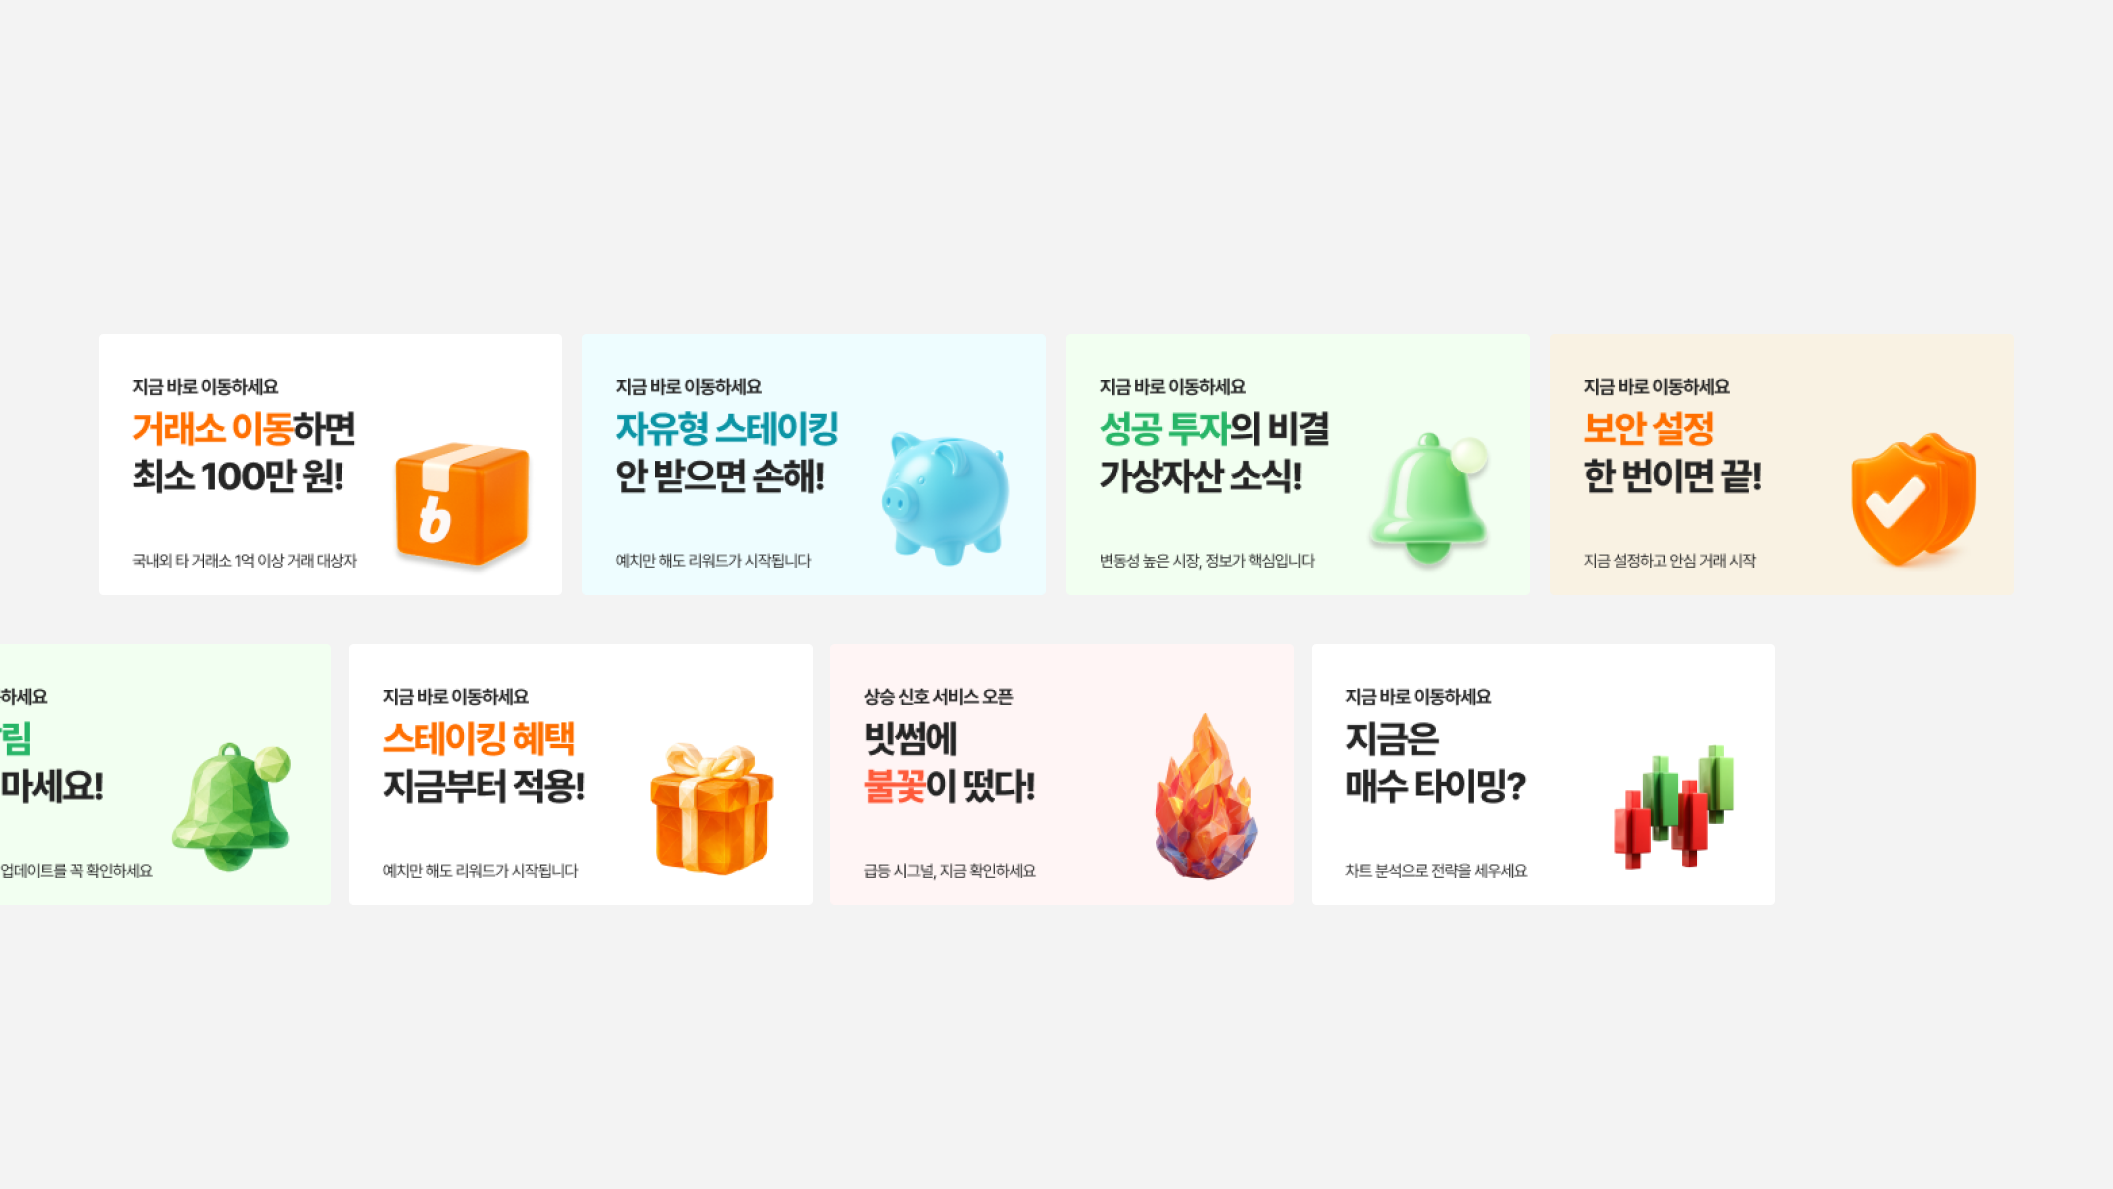 지금 바로 이동하세요
거래소 이동하면
최소 100만 원!
국내외 타 거래소 1억 이상 거래 대상자
b
지금 바로 이동하세요
자유형 스테이킹
안 받으면 손해!
예치만 해도 리워드가 시작됩니다
지금 바로 이동하세요
성공 투자의 비결
가상자산 소식!
변동성 높은 시장, 정보가 핵심입니다
지금 바로 이동하세요
보안 설정
한 번이면 끝!
지금 설정하고 안심 거래 시작
하세요
림
마세요!
업데이트를 꼭 확인하세요
지금 바로 이동하세요
스테이킹 혜택
지금부터 적용!
예치만 해도 리워드가 시작됩니다
상승 신호 서비스 오픈
빗썸에
불꽃이 떴다!
급등 시그널, 지금 확인하세요
지금 바로 이동하세요
지금은
매수 타이밍?
차트 분석으로 전략을 세우세요